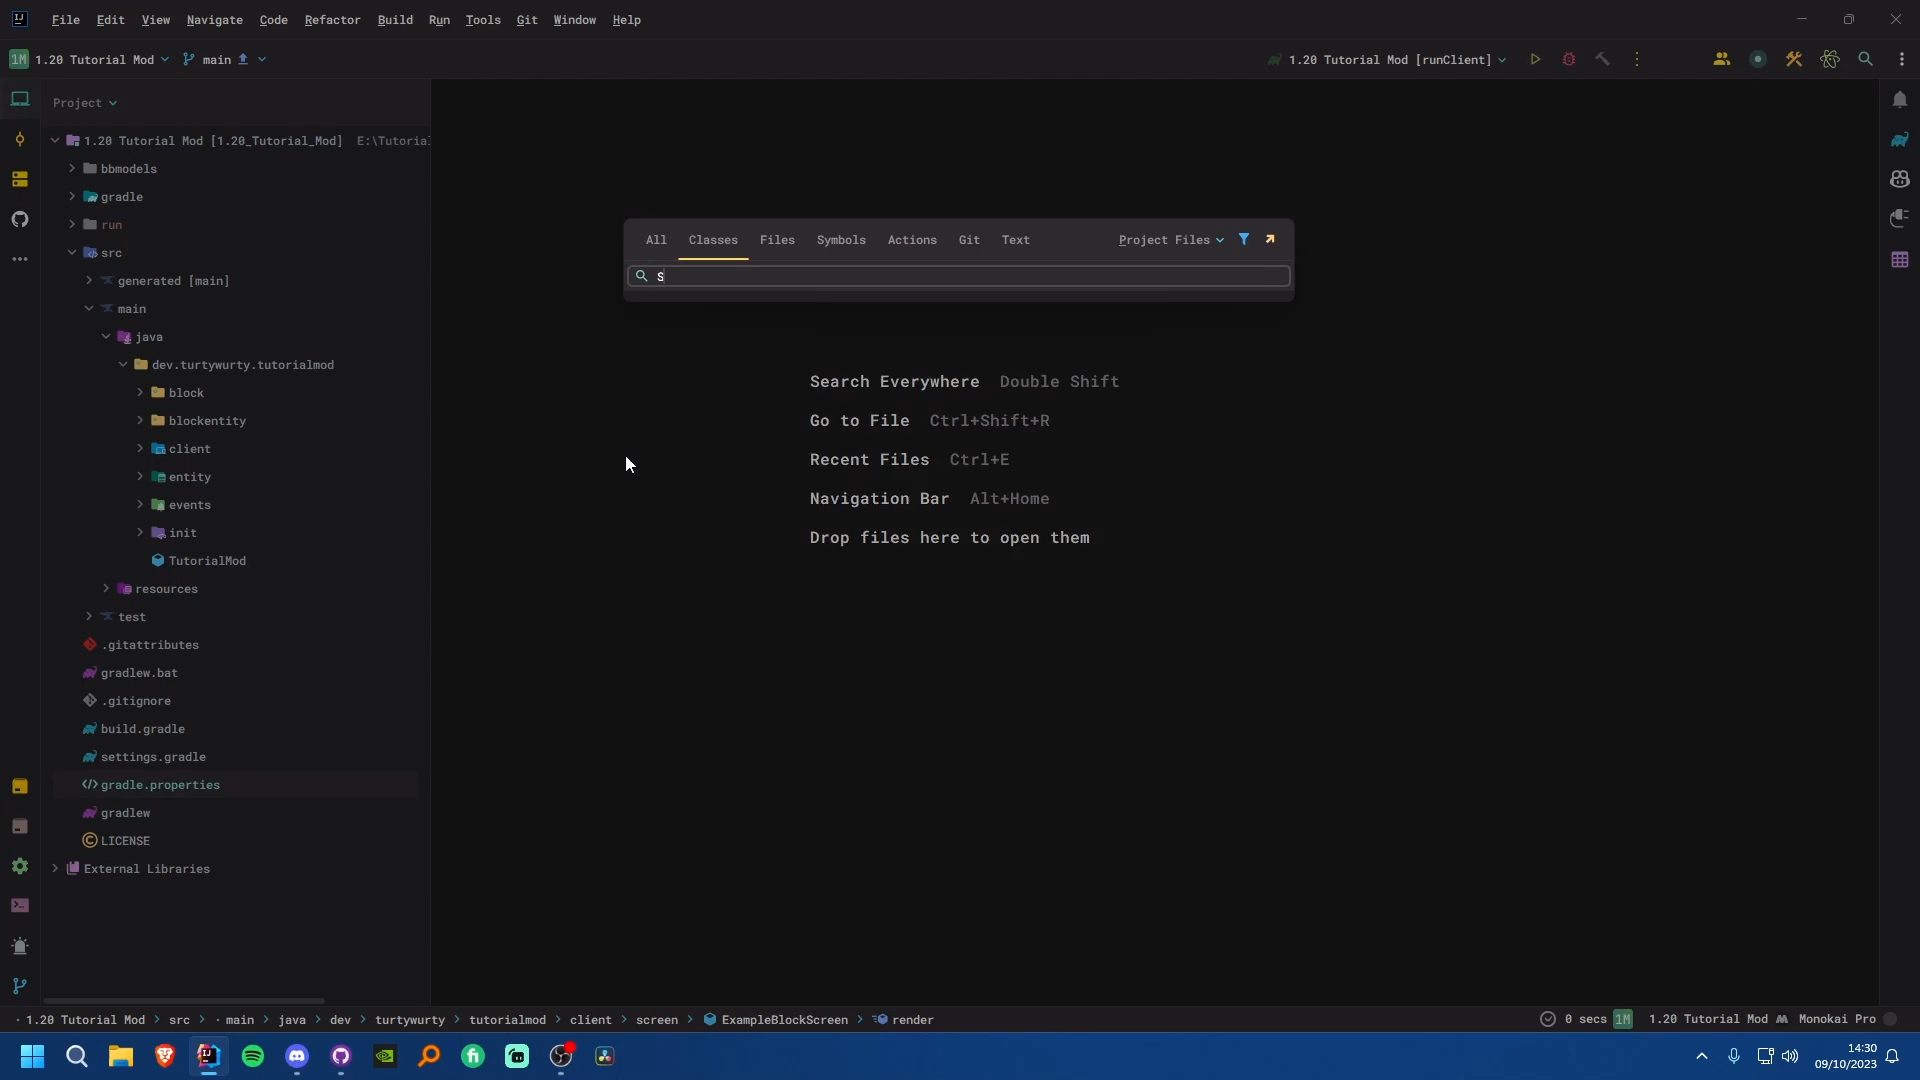 File Edit View Navigate Code Refactor Build Run Tools Git Window Help
1M 1.20 Tutorial Mod main 1.20 Tutorial Mod [runClient]
Project
1.20 Tutorial Mod [1.20_Tutorial_Mod] E:\Tutorial
bbmodels
gradle
run
src
generated [main]
main
java
dev.turtywurty.tutorialmod
block
blockentity
client
entity
events
init
TutorialMod
resources
test
.gitattributes
gradlew.bat
.gitignore
build.gradle
settings.gradle
gradle.properties
gradlew
LICENSE
External Libraries
All Classes Files Symbols Actions Git Text Project Files
S
Search Everywhere Double Shift
Go to File Ctrl+Shift+R
Recent Files Ctrl+E
Navigation Bar Alt+Home
Drop files here to open them
1.20 Tutorial Mod > src > main > java > dev > turtywurty > tutorialmod > client > screen > ExampleBlockScreen > render 0 secs 1M 1.20 Tutorial Mod Monokai Pro
14:30
09/10/2023